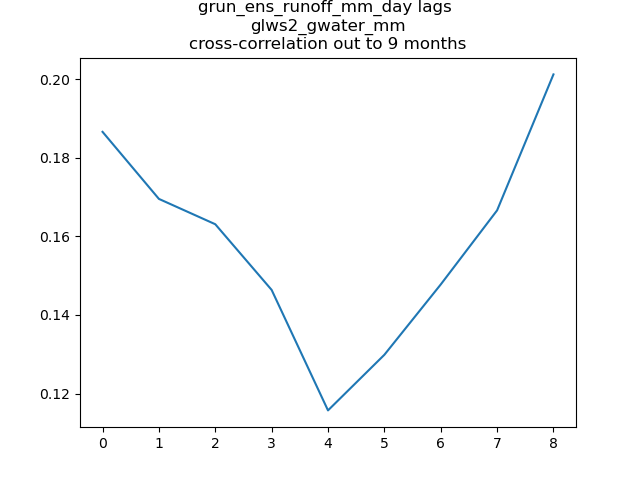 grun_ens_runoff_mm_day lags
glws2_gwater_mm
cross-correlation out to 9 months
0.20
0.18
0.16
0.14
0.12
0 1 2 3 4 5 6 7 8